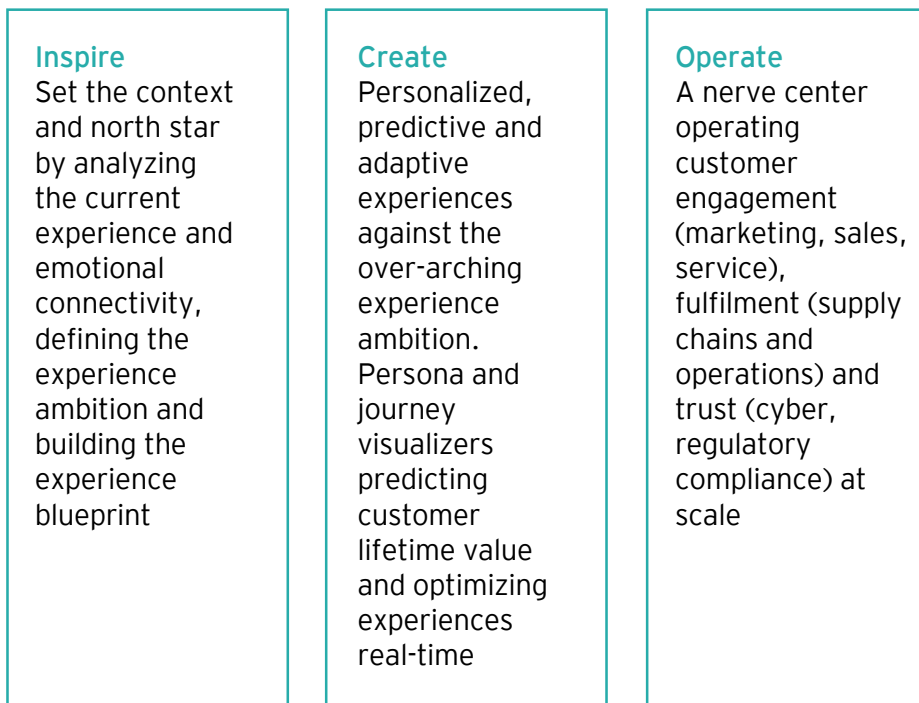 Inspire
Set the context
and north star
by analyzing
the current
experience and
emotional
connectivity,
defining the
experience
ambition and
building the
experience
blueprint
Create
Personalized,
predictive and
adaptive
experiences
against the
over-arching
experience
ambition.
Persona and
journey
visualizers
predicting
customer
lifetime value
and optimizing
experiences
real-time
Operate
A nerve center
operating
customer
engagement
(marketing, sales,
service),
fulfilment (supply
chains and
operations) and
trust (cyber,
regulatory
compliance) at
scale